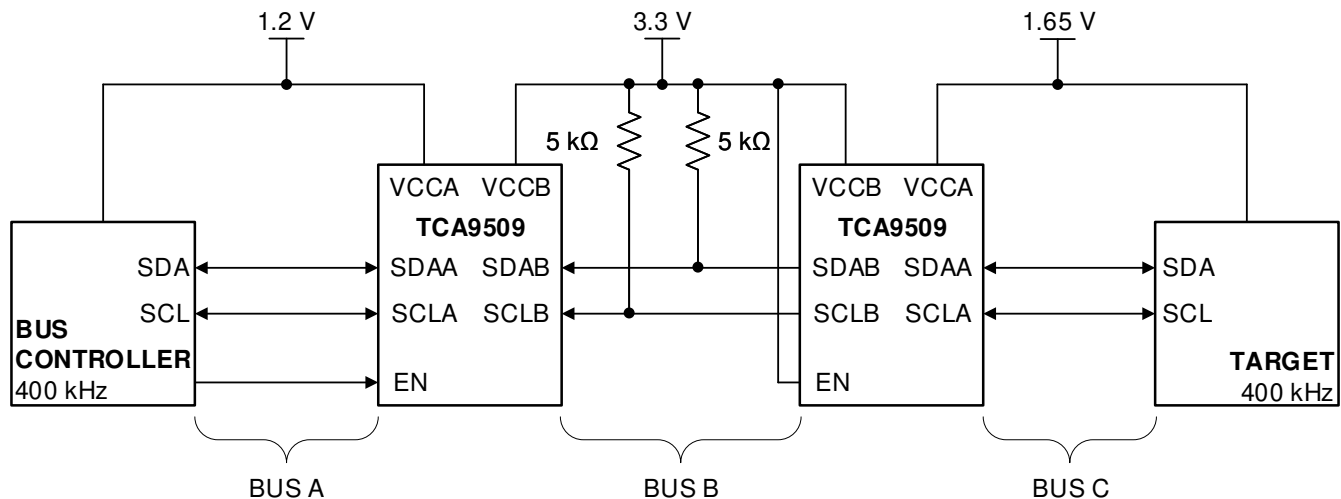 1.2 V
3.3 V
1.65 V
5 kΩ
5 kΩ
VCCA VCCB
TCA9509
SDAA SDAB
SCLA SCLB
EN
VCCB VCCA
TCA9509
SDAB SDAA
SCLB SCLA
EN
SDA
SCL
BUS
CONTROLLER
400 kHz
SDA
SCL
TARGET
400 kHz
BUS A
BUS B
BUS C